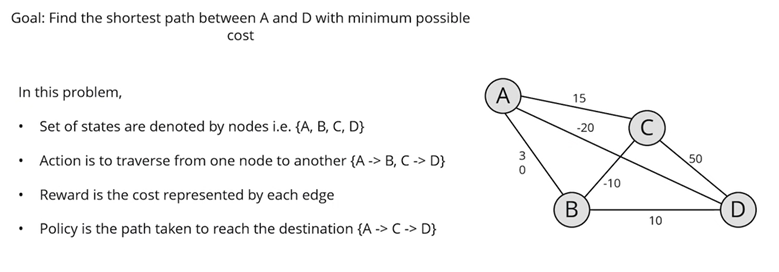 Goal: Find the shortest path between A and D with minimum possible
cost
In this problem,
• Set of states are denoted by nodes i.e. {A, B, C, D}
• Action is to traverse from one node to another {A -> B, C -> D}
• Reward is the cost represented by each edge
• Policy is the path taken to reach the destination {A -> C -> D}
A
15
C
-20
50
3
0
-10
B
D
10